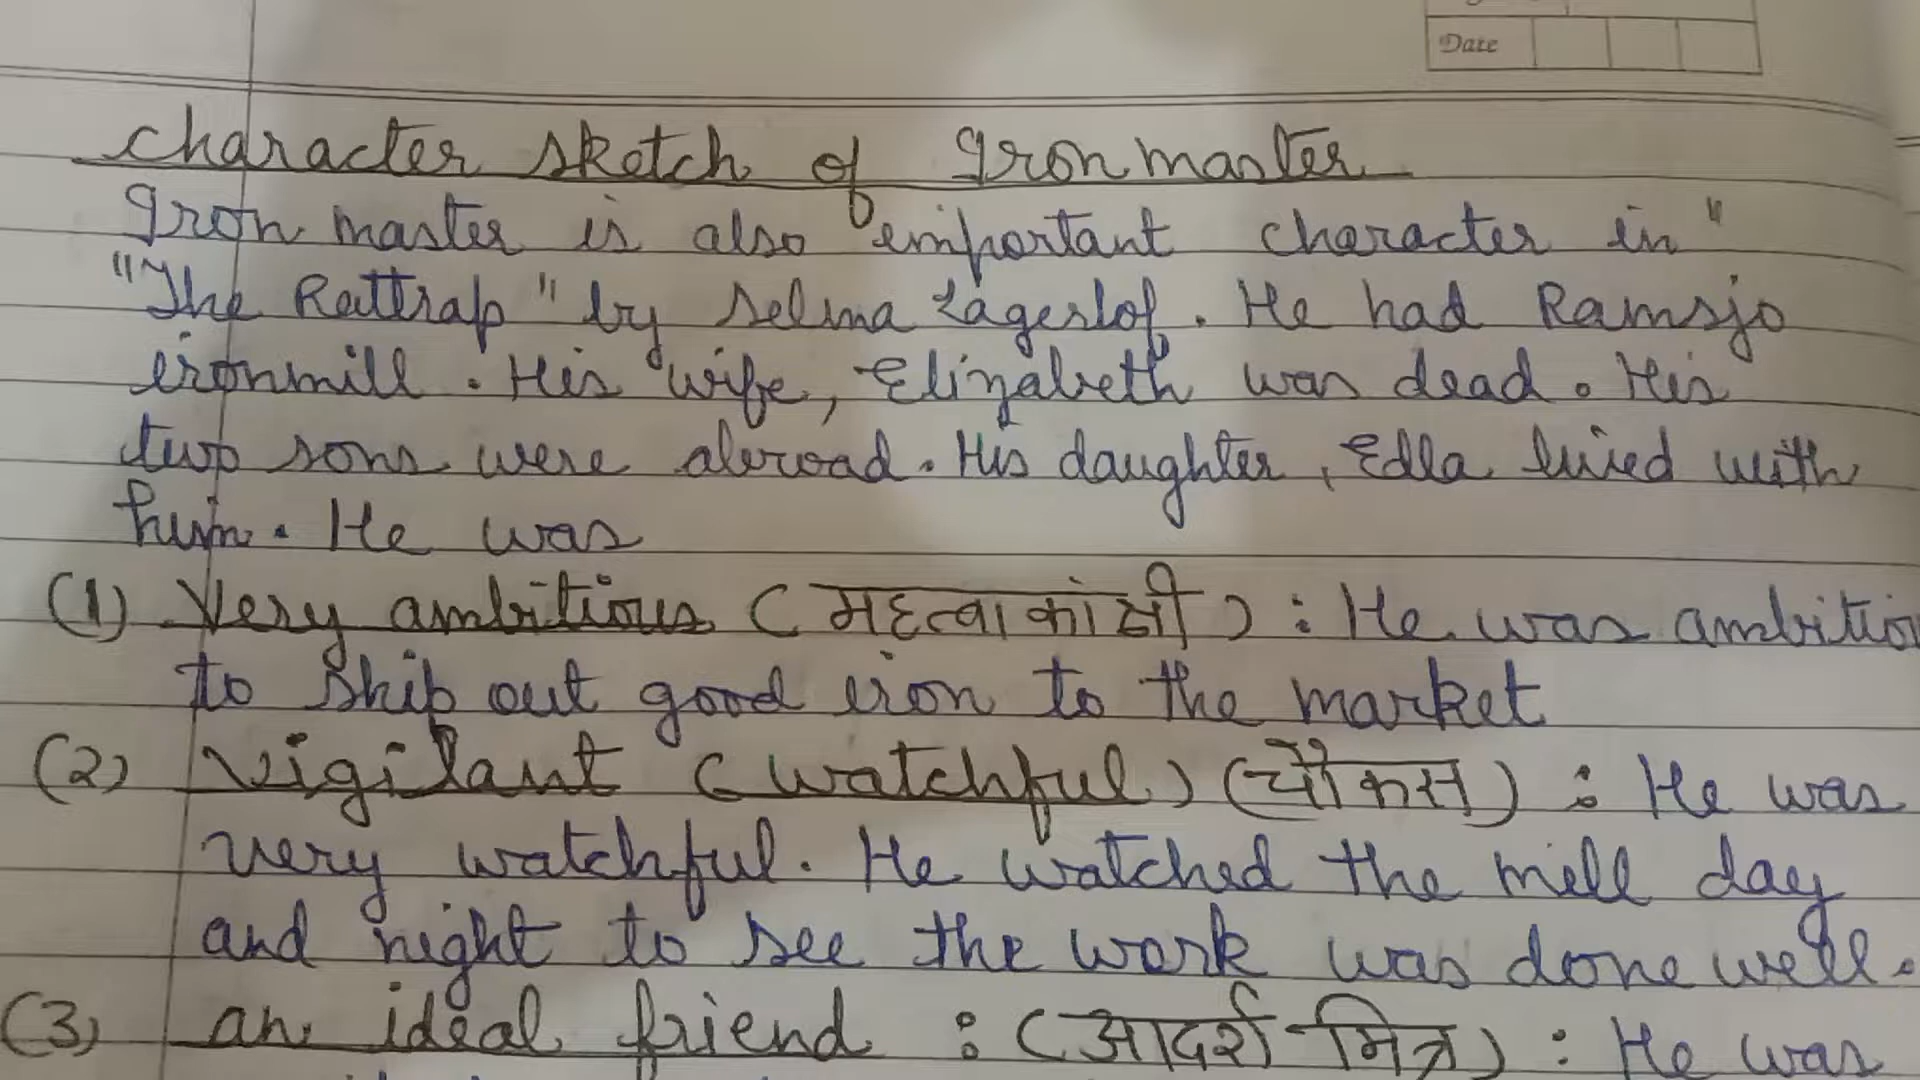 Date
Character sketch of Iron master
Iron master is also important character in "
"The Rattrap" by Selma Lagerlof. He had Ramsjo
ironmill. His wife, Elizabeth was dead. His
two sons were abroad. His daughter, Edla lived with
him. He was
(1) Very ambitious (महत्वाकांक्षी) : He was ambitio
to ship out good iron to the market
(2) Vigilant (watchful) (चौकस) : He was
very watchful. He watched the mill day
and night to see the work was done well.
(3) an ideal friend : (आदर्श मित्र) : He was